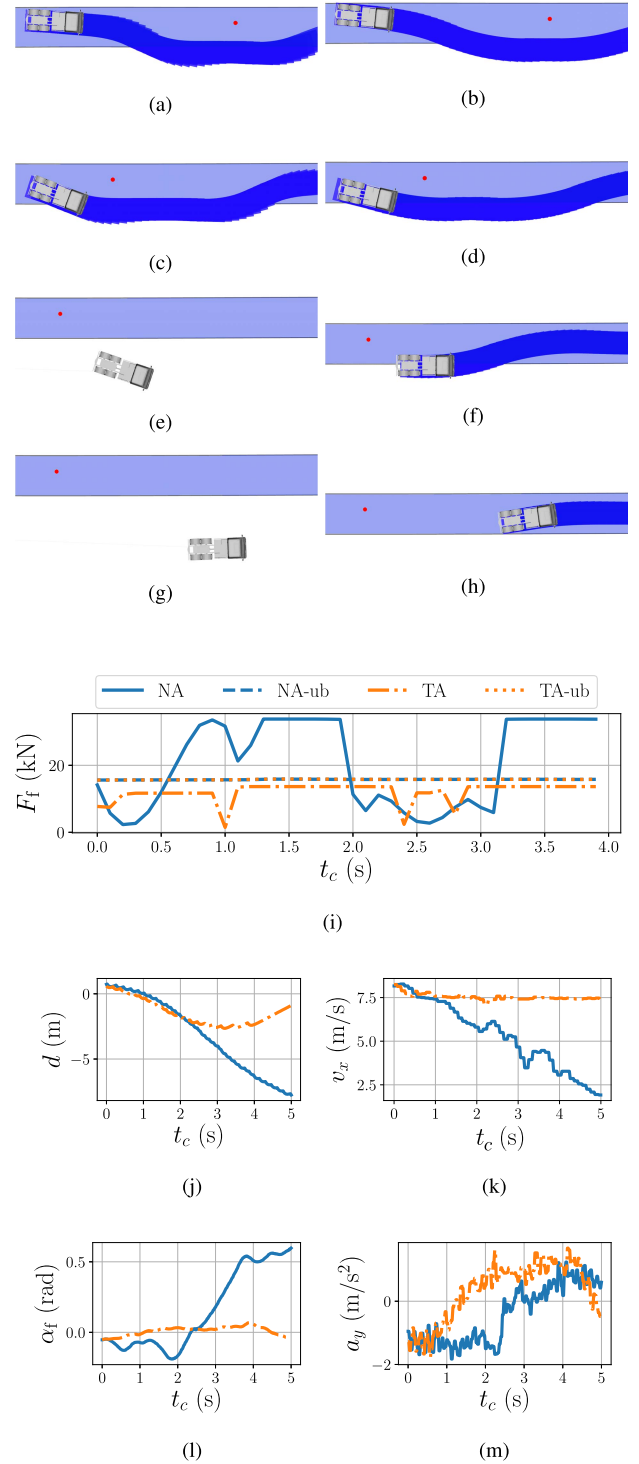 (a)
(b)
(c)
(d)
(e)
(f)
(g)
(h)
NA NA-ub TA TA-ub
F_f (kN)
20
0
0.0 0.5 1.0 1.5 2.0 2.5 3.0 3.5 4.0
t_c (s)
(i)
d (m)
0
−5
0 1 2 3 4 5
t_c (s)
(j)
v_x (m/s)
7.5
5.0
2.5
0 1 2 3 4 5
t_c (s)
(k)
α_f (rad)
0.5
0.0
0 1 2 3 4 5
t_c (s)
(l)
a_y (m/s²)
0
−2
0 1 2 3 4 5
t_c (s)
(m)